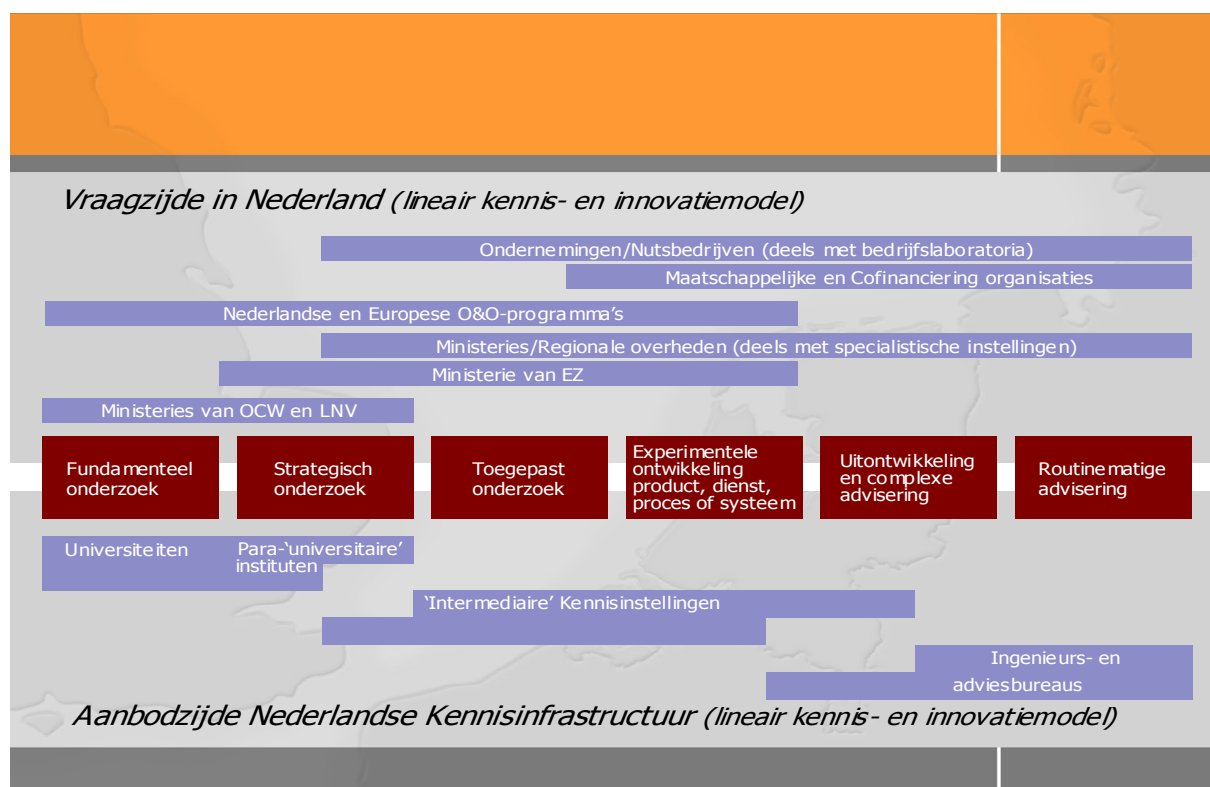 Vraagzijde in Nederland (lineair kennis- en innovatiemodel)
Ondernemingen/Nutsbedrijven (deels met bedrijfslaboratoria)
Maatschappelijke en Cofinanciering organisaties
Nederlandse en Europese O&O-programma's
Ministeries/Regionale overheden (deels met specialistische instellingen)
Ministerie van EZ
Ministeries van OCW en LNV
Fundamenteel
onderzoek
Strategisch
onderzoek
Toegepast
onderzoek
Experimentele
ontwikkeling
product, dienst,
proces of systeem
Uitontwikkeling
en complexe
advisering
Routinematige
advisering
Universiteiten
Para-‘universitaire’
instituten
‘Intermediaire’ Kennisinstellingen
Ingenieurs- en
adviesbureaus
Aanbodzijde Nederlandse Kennisinfrastructuur (lineair kennis- en innovatiemodel)